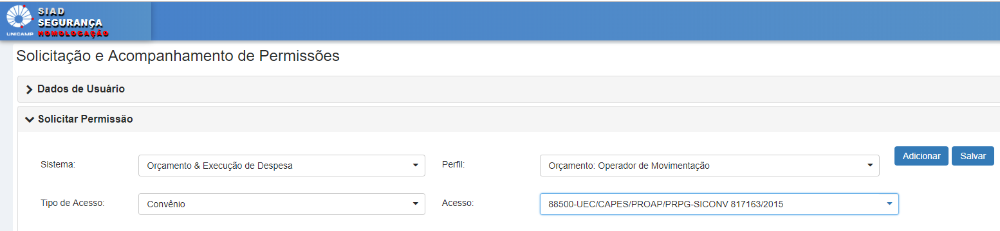 SIAD
SEGURANÇA
UNICAMP HOMOLOGAÇÃO
Solicitação e Acompanhamento de Permissões
Dados de Usuário
Solicitar Permissão
Sistema: Orçamento & Execução de Despesa Perfil: Orçamento: Operador de Movimentação Adicionar Salvar
Tipo de Acesso: Convênio Acesso: 88500-UEC/CAPES/PROAP/PRPG-SICONV 817163/2015